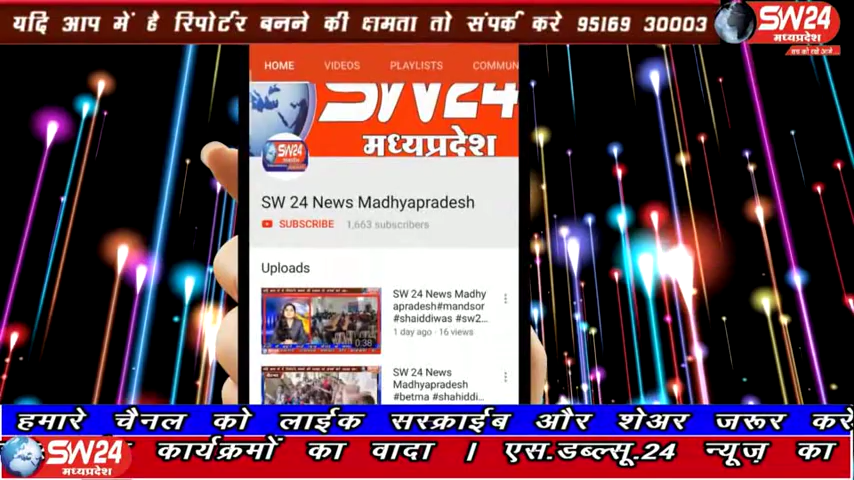 यदि आप में है रिपोर्टर बनने की क्षमता तो संपर्क करे 95169 30003
SW24
मध्यप्रदेश
HOME VIDEOS PLAYLISTS COMMUN
SW24
मध्यप्रदेश
SW24
SW 24 News Madhyapradesh
SUBSCRIBE 1,663 subscribers
Uploads
SW 24 News Madhy
apradesh#mandsor
#shaiddiwas #sw2...
1 day ago · 16 views
0:38
SW 24 News
Madhyapradesh
#betma #shahiddi...
हमारे चैनल को लाईक सस्क्राईब और शेअर जरूर करे
कार्यक्रमों का वादा । एस.डब्ल्सू.24 न्यूज़ का
SW24
मध्यप्रदेश